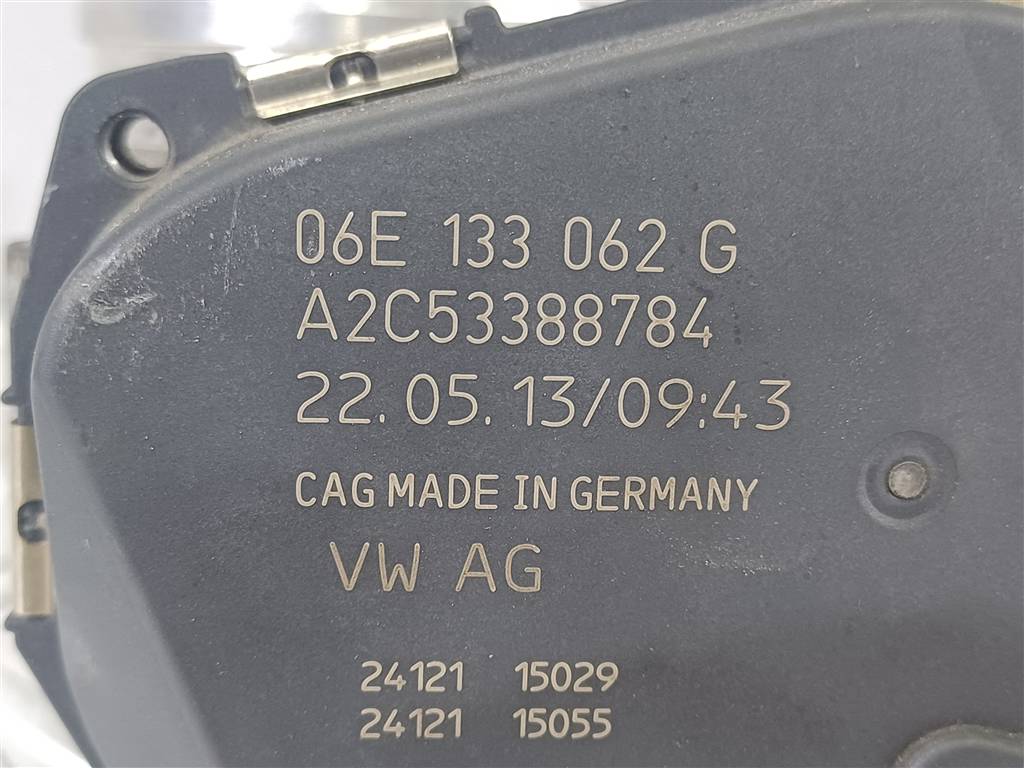 06E 133 062 G
A2C53388784
22.05.13/09:43
CAG MADE IN GERMANY
VW AG
24121 15029
24121 15055